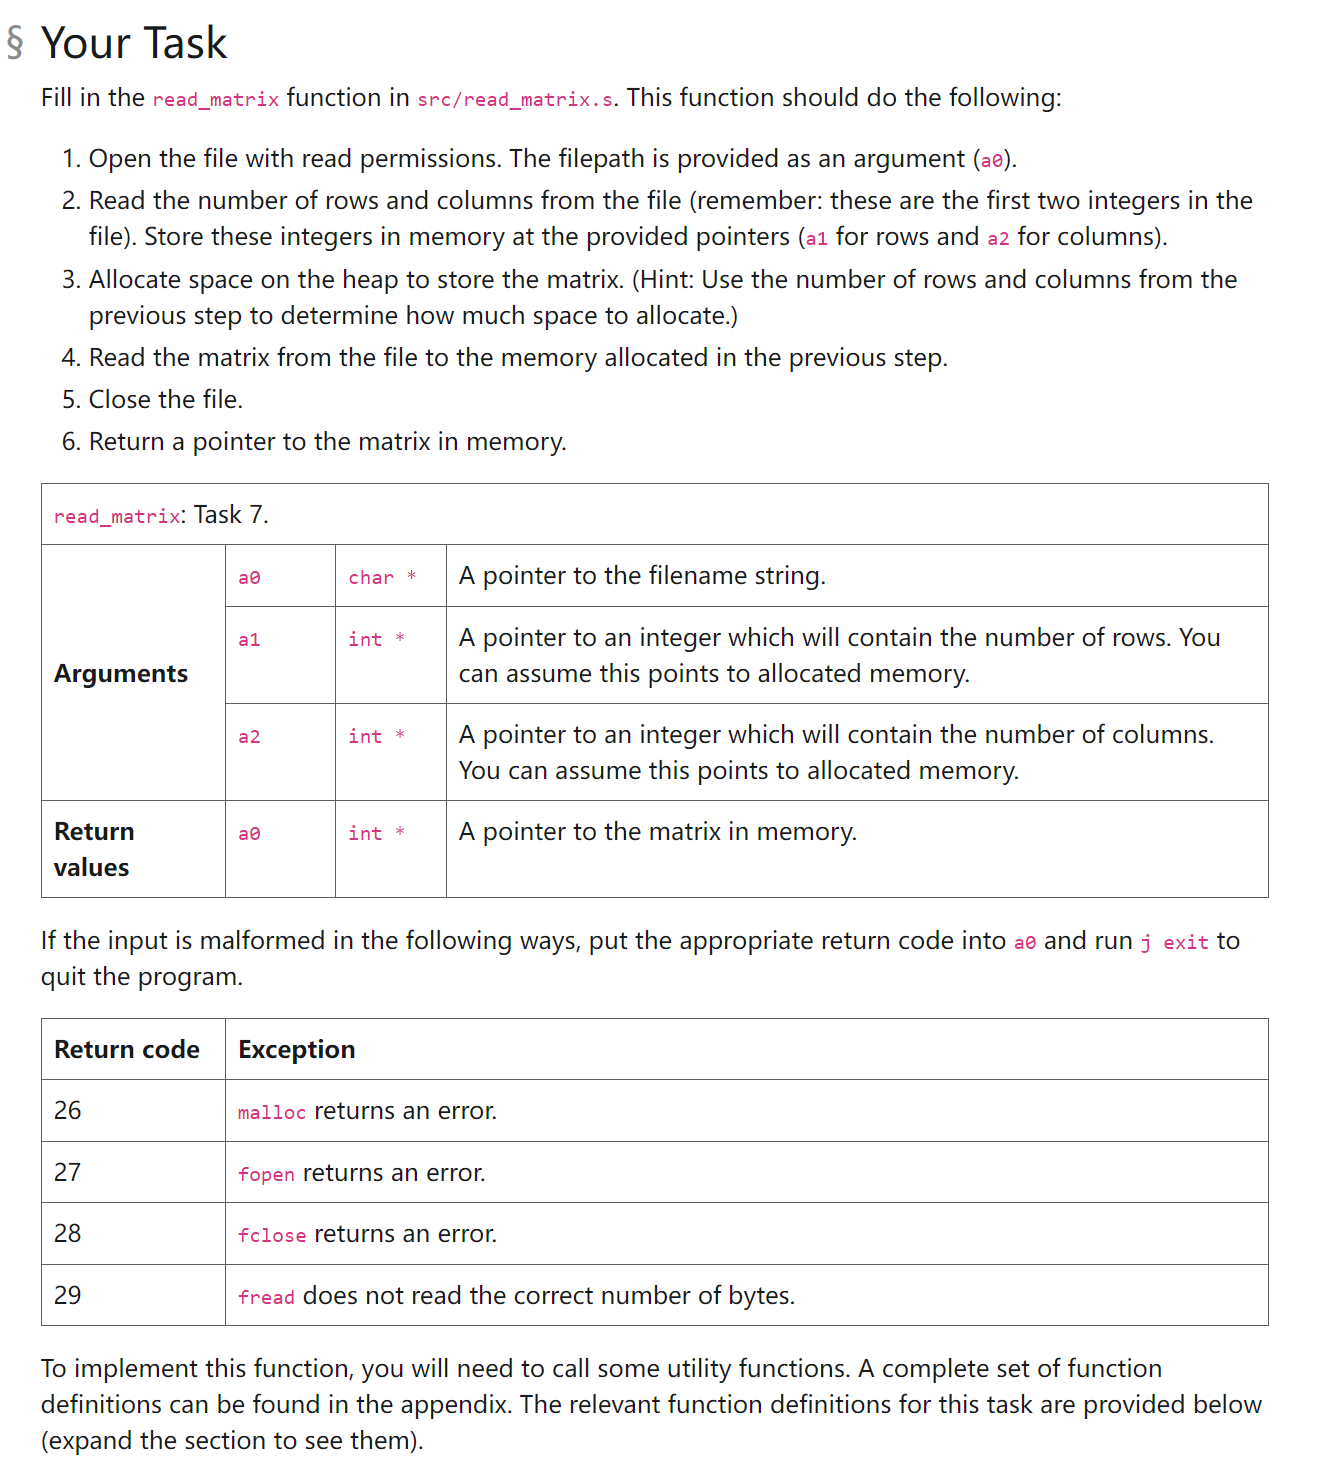 § Your Task
Fill in the read_matrix function in src/read_matrix.s. This function should do the following:
1. Open the file with read permissions. The filepath is provided as an argument (a0).
2. Read the number of rows and columns from the file (remember: these are the first two integers in the
file). Store these integers in memory at the provided pointers (a1 for rows and a2 for columns).
3. Allocate space on the heap to store the matrix. (Hint: Use the number of rows and columns from the
previous step to determine how much space to allocate.)
4. Read the matrix from the file to the memory allocated in the previous step.
5. Close the file.
6. Return a pointer to the matrix in memory.
read_matrix: Task 7.
Arguments
a0 char * A pointer to the filename string.
a1 int * A pointer to an integer which will contain the number of rows. You
can assume this points to allocated memory.
a2 int * A pointer to an integer which will contain the number of columns.
You can assume this points to allocated memory.
Return
values
a0 int * A pointer to the matrix in memory.
If the input is malformed in the following ways, put the appropriate return code into a0 and run j exit to
quit the program.
Return code Exception
26 malloc returns an error.
27 fopen returns an error.
28 fclose returns an error.
29 fread does not read the correct number of bytes.
To implement this function, you will need to call some utility functions. A complete set of function
definitions can be found in the appendix. The relevant function definitions for this task are provided below
(expand the section to see them).